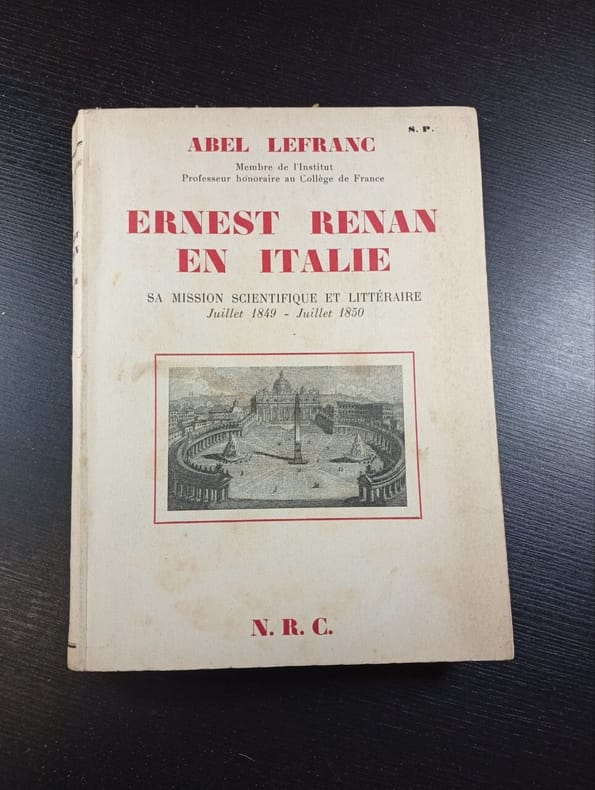 S. P.
ABEL LEFRANC
Membre de l'Institut
Professeur honoraire au Collège de France
ERNEST RENAN
EN ITALIE
SA MISSION SCIENTIFIQUE ET LITTÉRAIRE
Juillet 1849 - Juillet 1850
N. R. C.